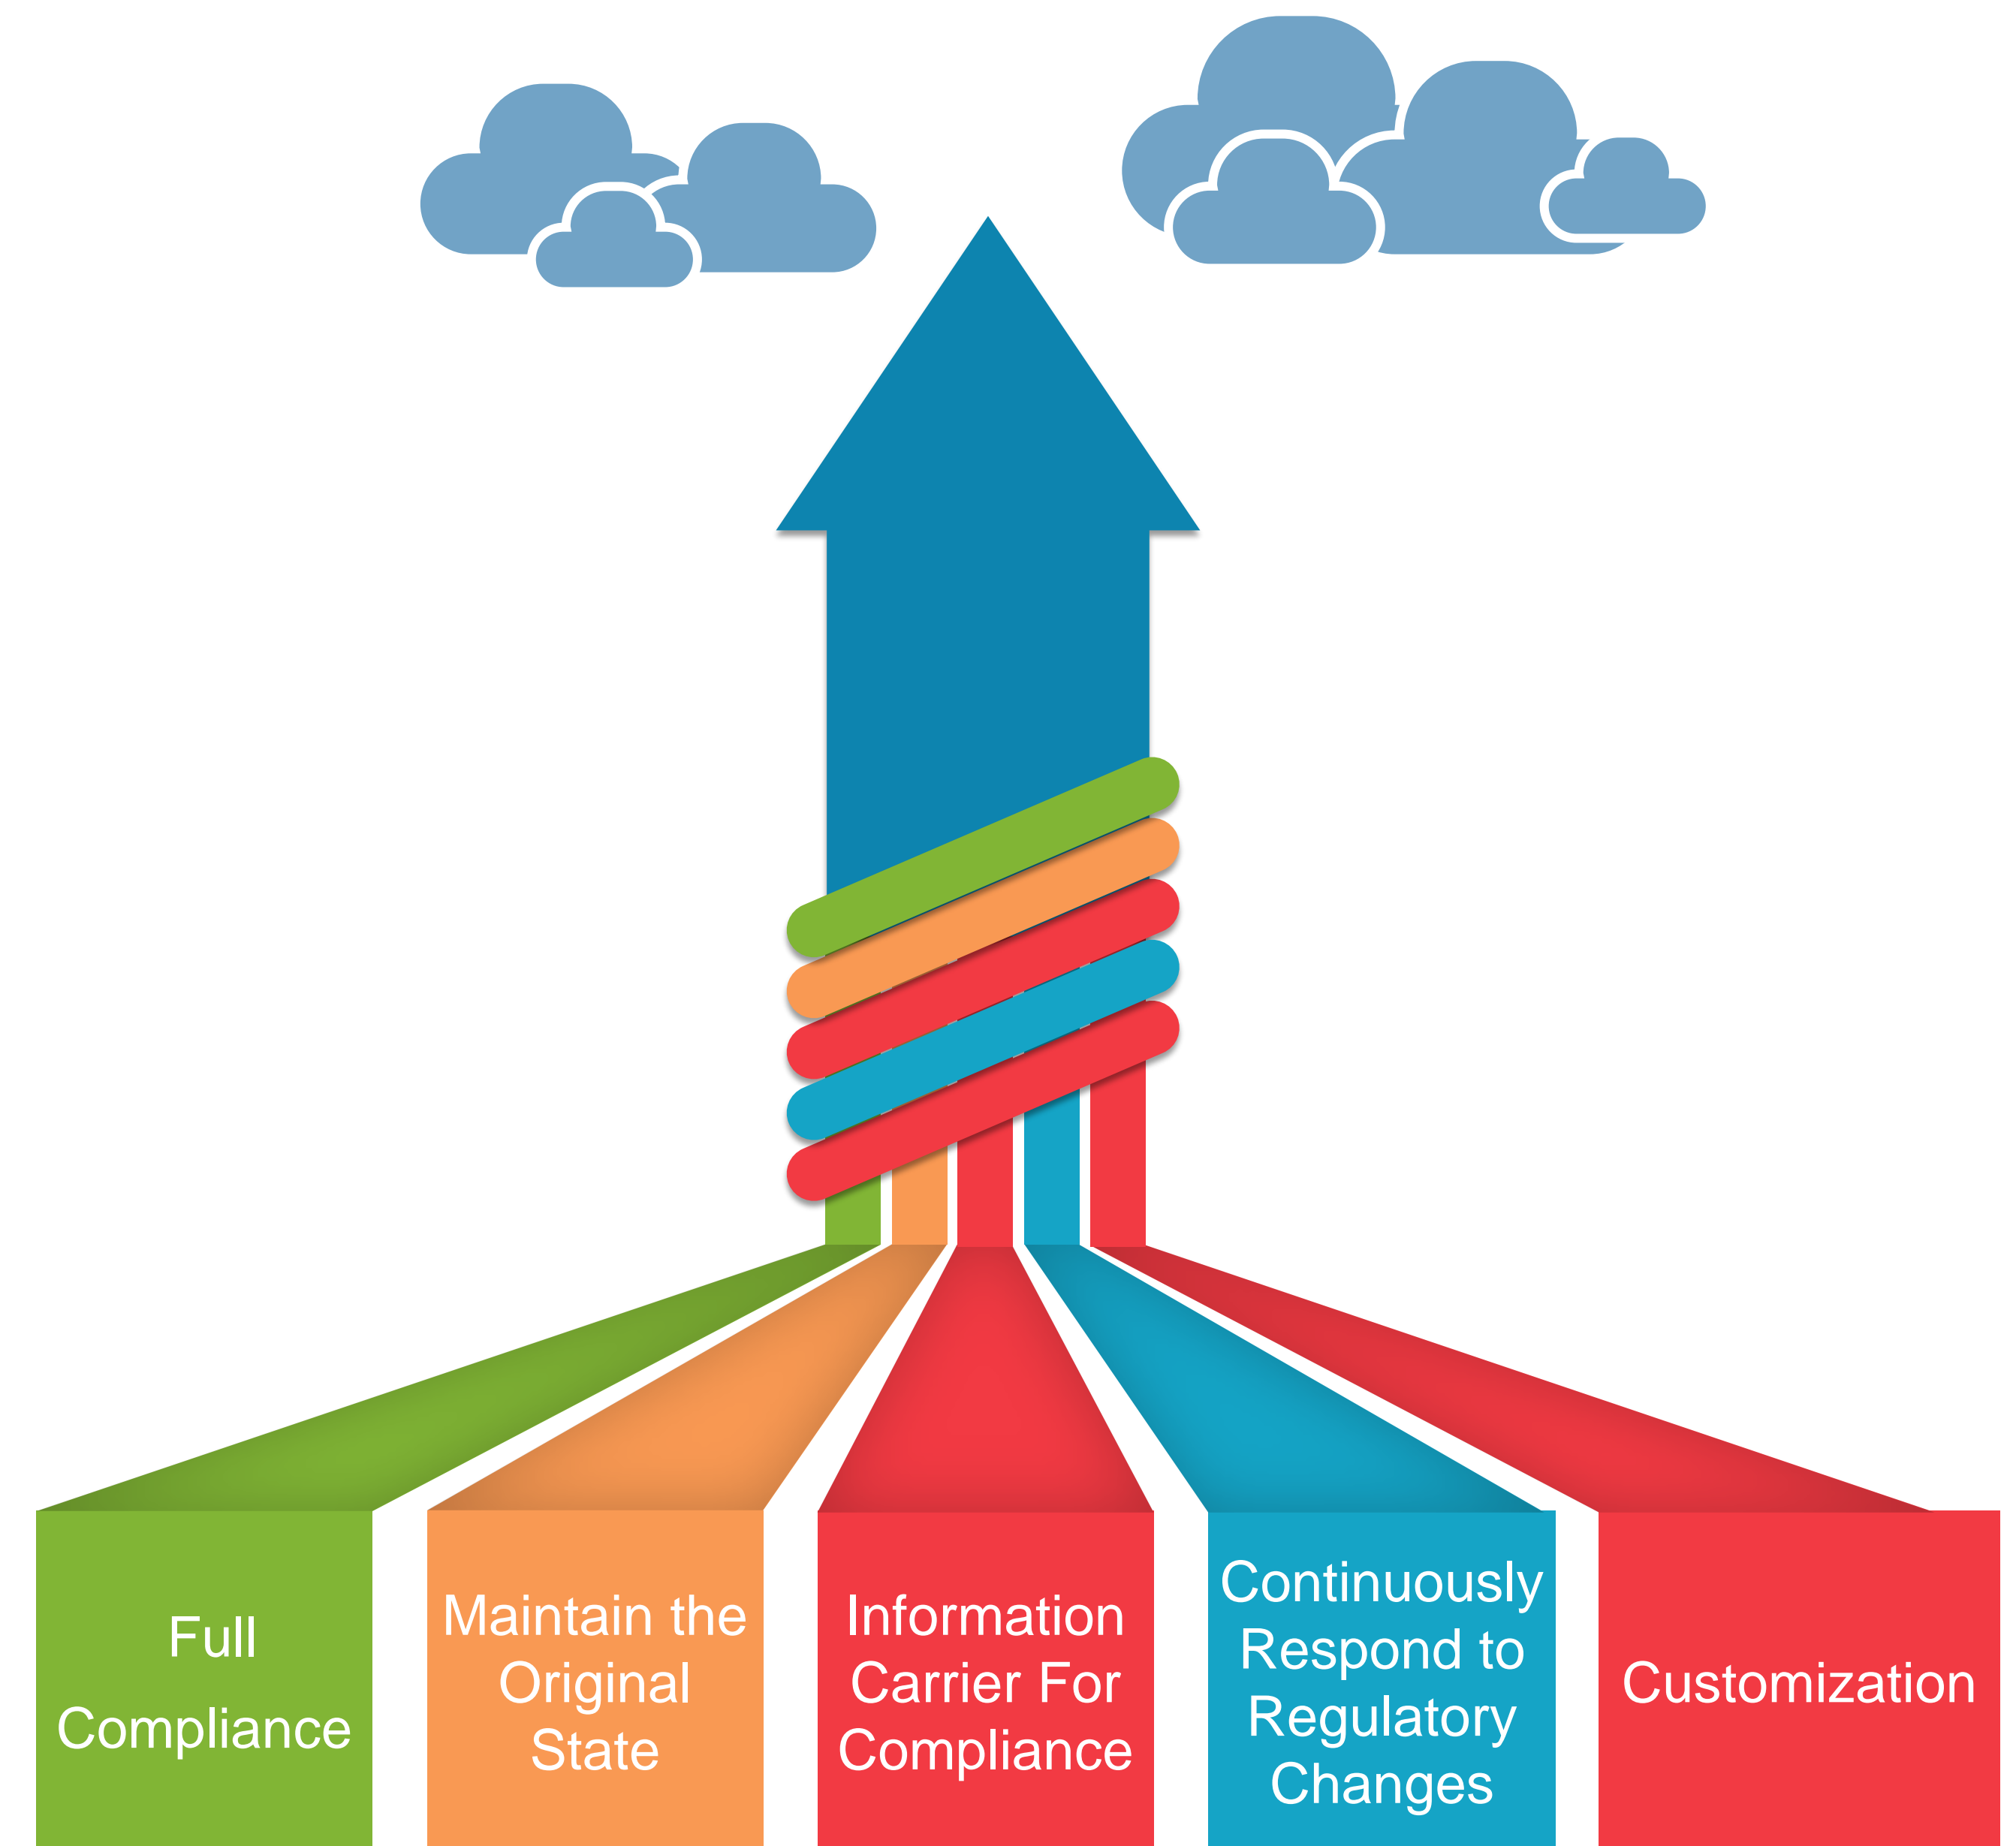 Full
Compliance
Maintain the
Original
State
Information
Carrier For
Compliance
Continuously
Respond to
Regulatory
Changes
Customization